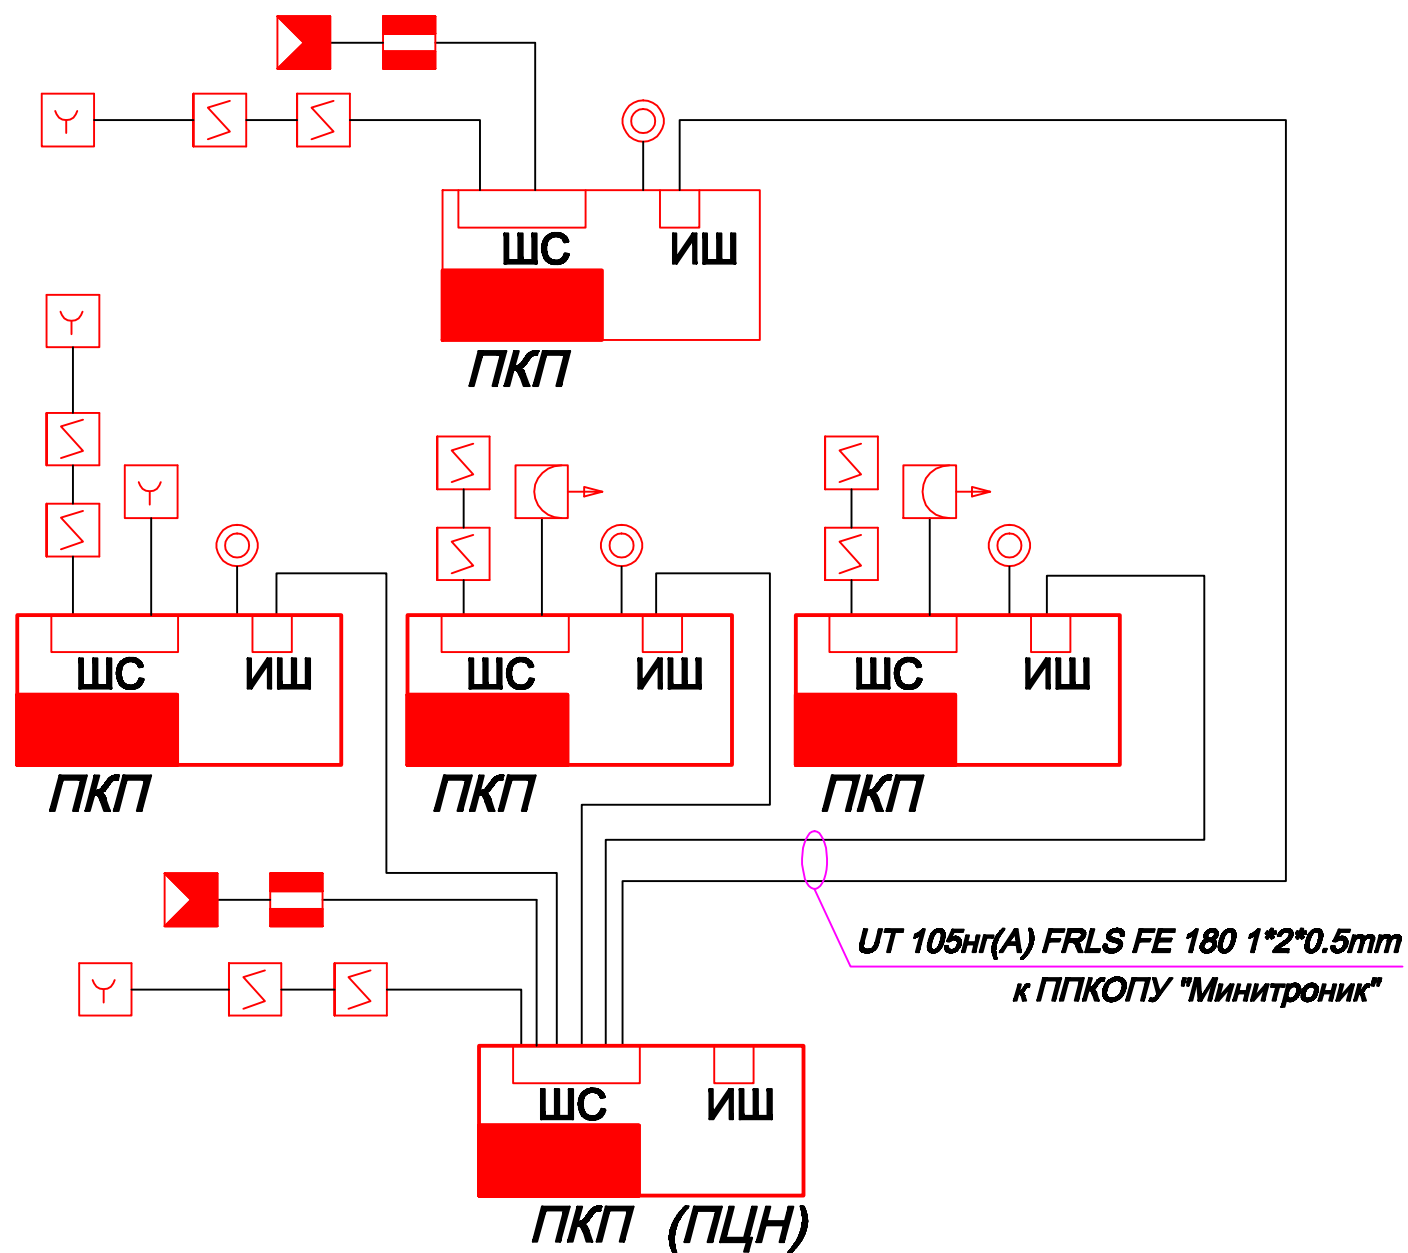 ШС ИШ
ПКП
ШС ИШ
ПКП
ШС ИШ
ПКП
ШС ИШ
ПКП
UT 105нг(А) FRLS FE 180 1*2*0.5mm
к ППКОПУ "Минитроник"
ШС ИШ
ПКП (ПЦН)